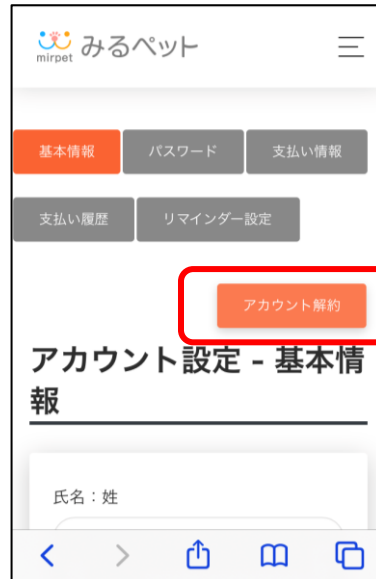 mirpet みるペット
基本情報 パスワード 支払い情報
支払い履歴 リマインダー設定
アカウント解約
アカウント設定 - 基本情
報
氏名：姓